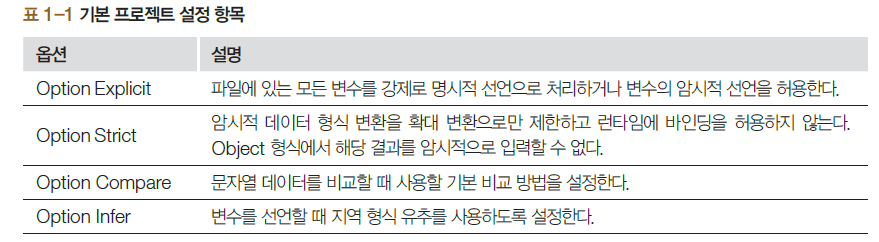 표 1-1 기본 프로젝트 설정 항목
옵션 설명
Option Explicit 파일에 있는 모든 변수를 강제로 명시적 선언으로 처리하거나 변수의 암시적 선언을 허용한다.
Option Strict 암시적 데이터 형식 변환을 확대 변환으로만 제한하고 런타임에 바인딩을 허용하지 않는다.
Object 형식에서 해당 결과를 암시적으로 입력할 수 없다.
Option Compare 문자열 데이터를 비교할 때 사용할 기본 비교 방법을 설정한다.
Option Infer 변수를 선언할 때 지역 형식 유추를 사용하도록 설정한다.